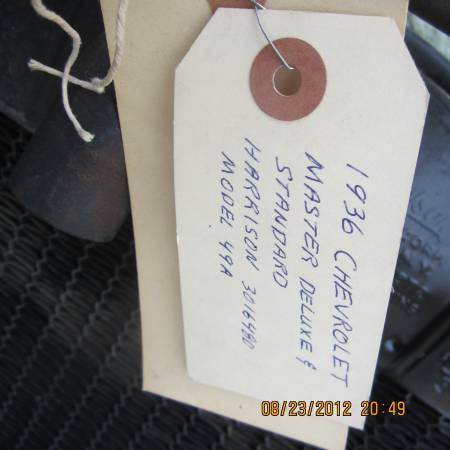 1936 CHEVROLET
MASTER DELUXE &
STANDARD
HARRISON 3016480
MODEL 49A
08/23/2012 20:49